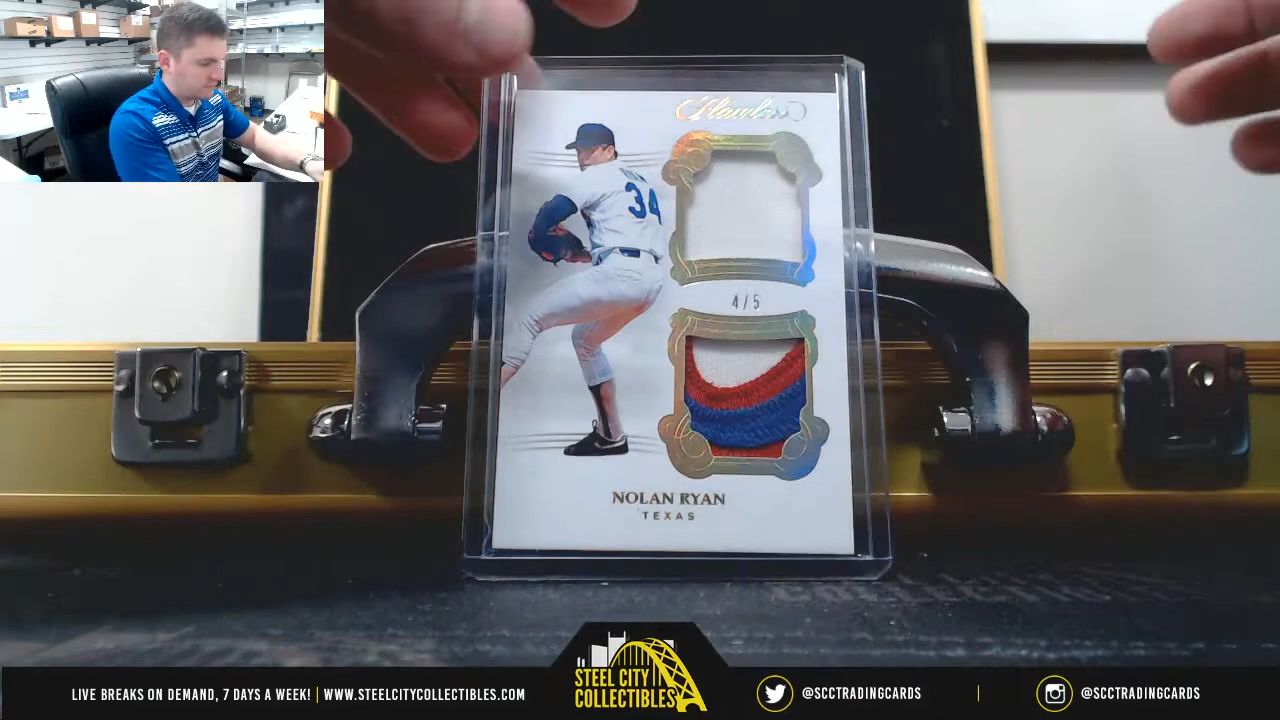 Flawless
34
4/5
NOLAN RYAN
TEXAS
STEEL CITY
COLLECTIBLES
LIVE BREAKS ON DEMAND, 7 DAYS A WEEK! | WWW.STEELCITYCOLLECTIBLES.COM
@SCCTRADINGCARDS
@SCCTRADINGCARDS